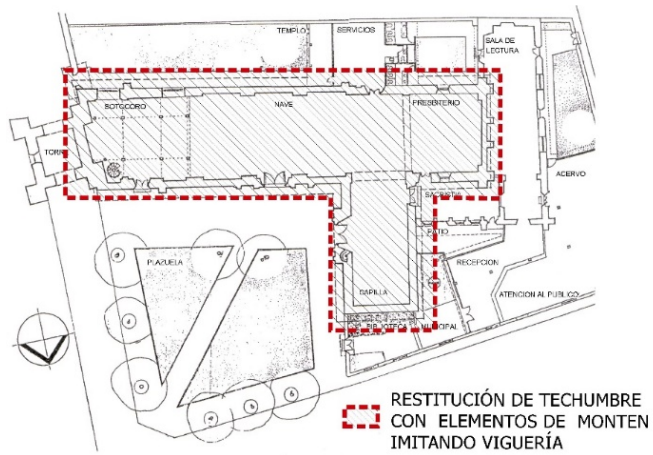 TEMPLO
SERVICIOS
SALA DE
LECTURA
SOTOCORO
NAVE
PRESBITERIO
TORRE
ACERVO
SACRISTIA
PATIO
PLAZUELA
RECEPCION
CAPILLA
ATENCION AL PUBLICO
BIBLIOTECA MUNICIPAL
RESTITUCIÓN DE TECHUMBRE
CON ELEMENTOS DE MONTEN
IMITANDO VIGUERÍA